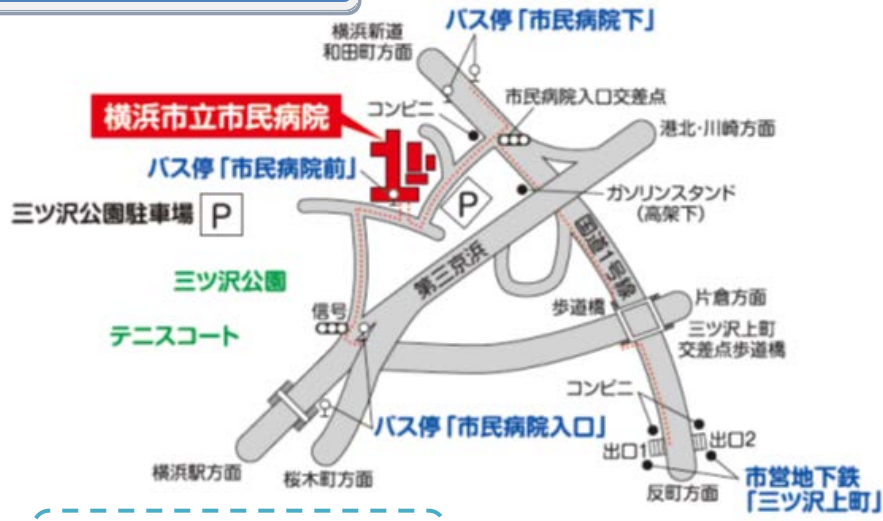 バス停「市民病院下」
横浜新道
和田町方面
市民病院入口交差点
コンビニ
横浜市立市民病院
港北・川崎方面
バス停「市民病院前」
ガソリンスタンド
(高架下)
三ツ沢公園駐車場 P
P
国道1号線
第三京浜
三ツ沢公園
片倉方面
信号
歩道橋
テニスコート
三ツ沢上町
交差点歩道橋
コンビニ
バス停「市民病院入口」
出口1
出口2
横浜駅方面
桜木町方面
市営地下鉄
「三ツ沢上町」
反町方面